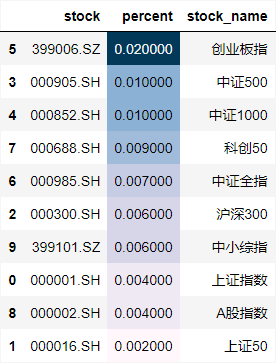 stock percent stock_name
5 399006.SZ 0.020000 创业板指
3 000905.SH 0.010000 中证500
4 000852.SH 0.010000 中证1000
7 000688.SH 0.009000 科创50
6 000985.SH 0.007000 中证全指
2 000300.SH 0.006000 沪深300
9 399101.SZ 0.006000 中小综指
0 000001.SH 0.004000 上证指数
8 000002.SH 0.004000 A股指数
1 000016.SH 0.002000 上证50